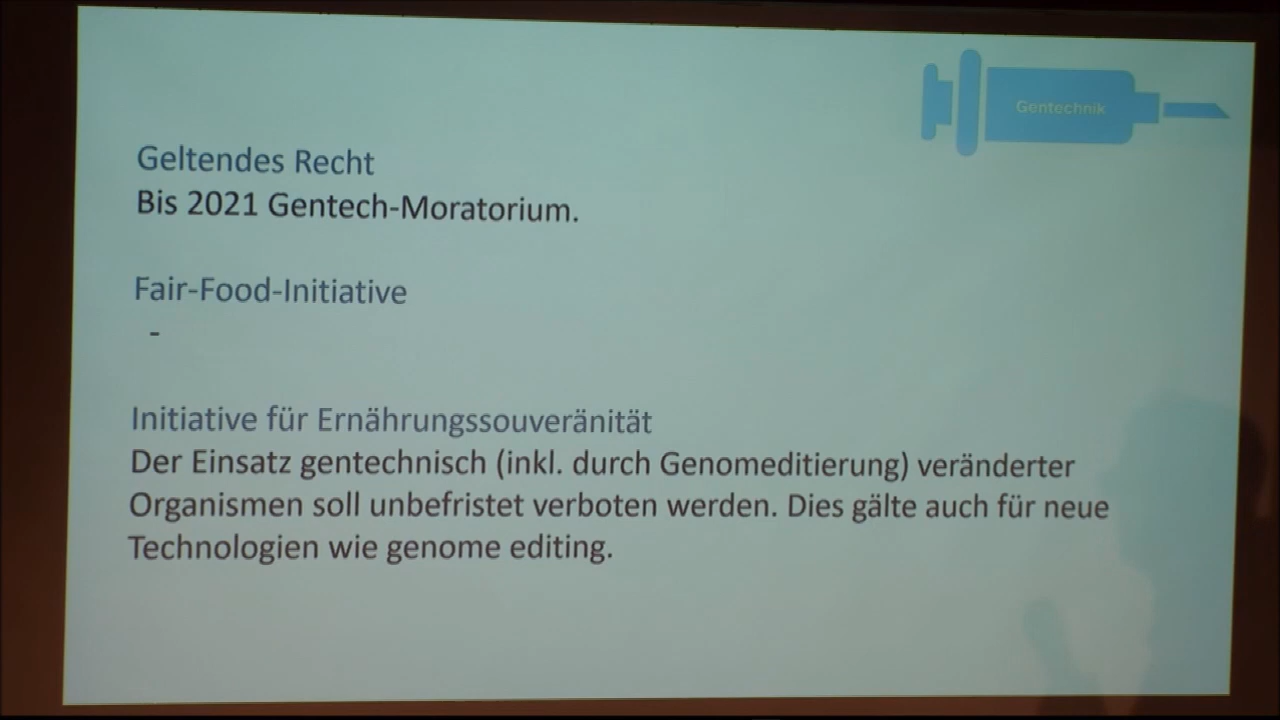 Gentechnik
Geltendes Recht
Bis 2021 Gentech-Moratorium.
Fair-Food-Initiative
-
Initiative für Ernährungssouveränität
Der Einsatz gentechnisch (inkl. durch Genomeditierung) veränderter
Organismen soll unbefristet verboten werden. Dies gälte auch für neue
Technologien wie genome editing.